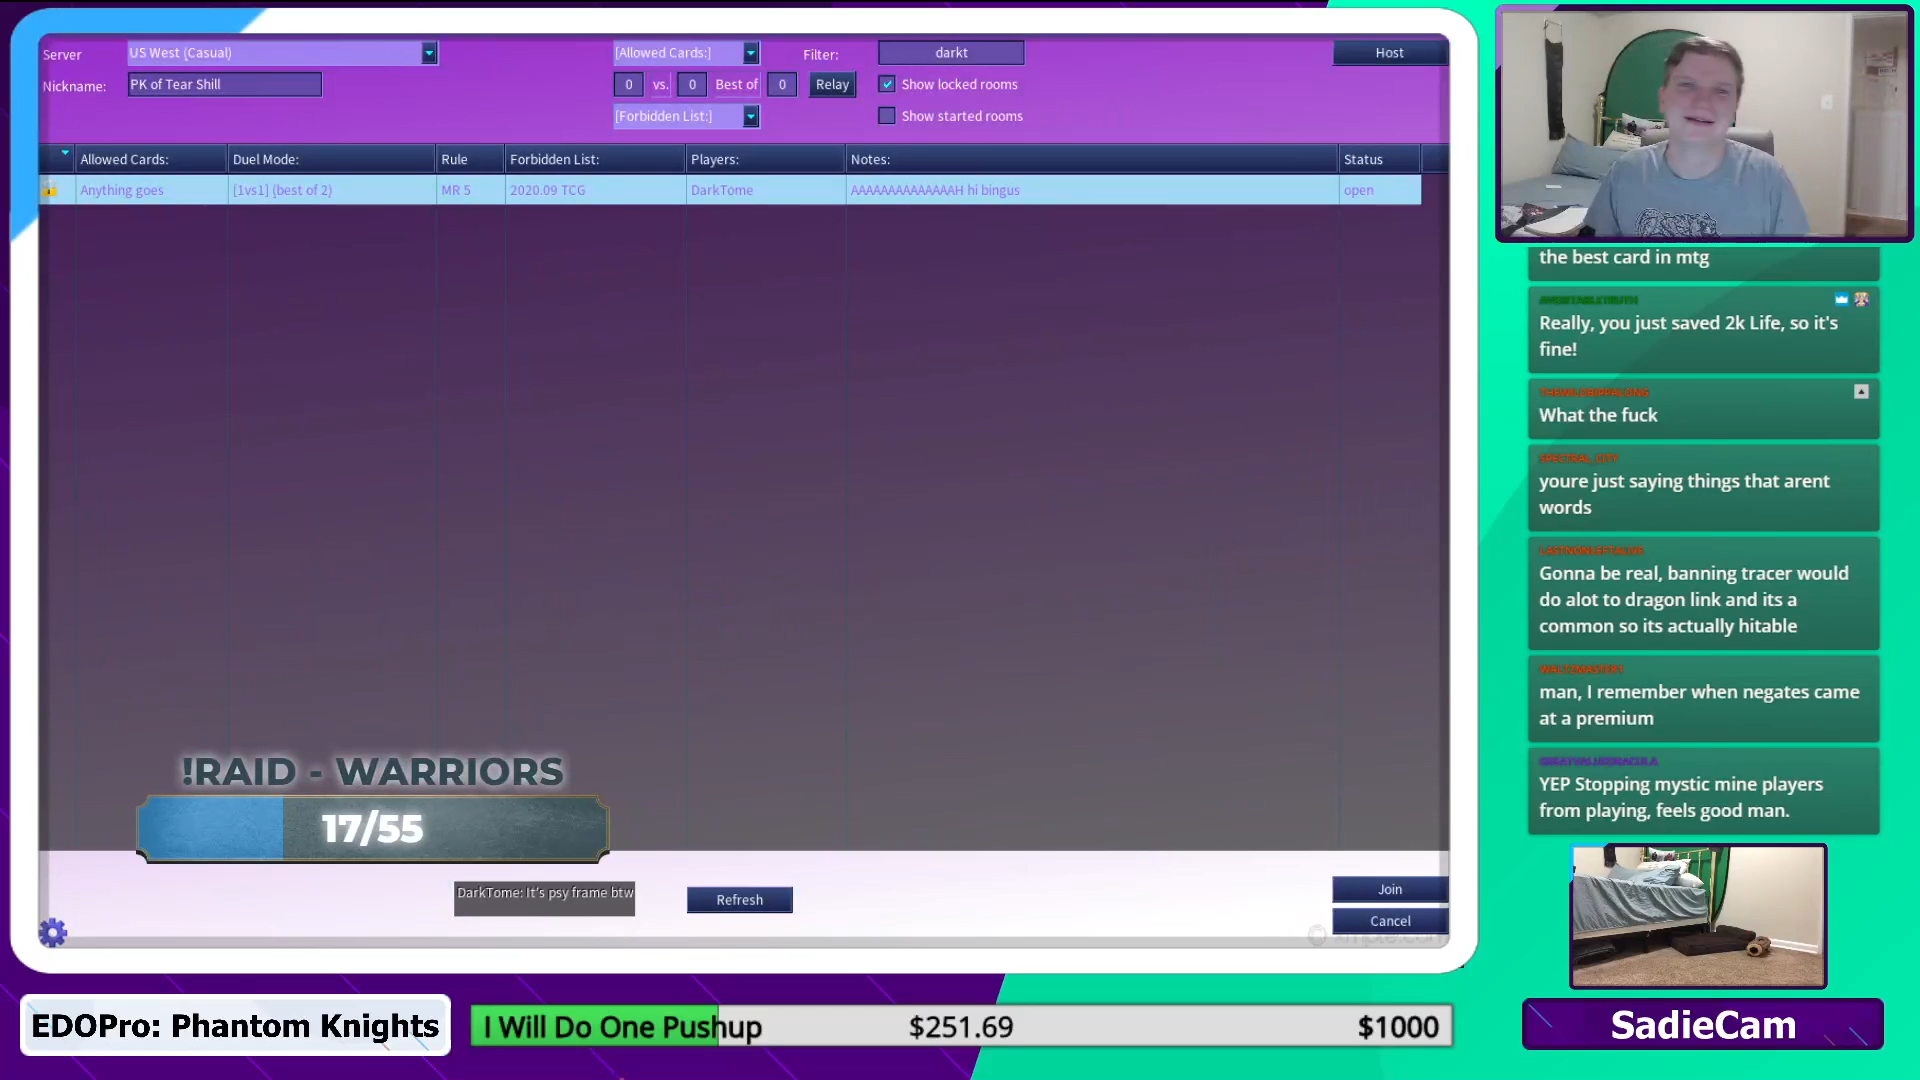 Server
US West (Casual)
[Allowed Cards:]
Filter:
darkt
Host
Nickname:
PK of Tear Shill
0 vs. 0 Best of 0
Relay
Show locked rooms
[Forbidden List:]
Show started rooms
Allowed Cards: Duel Mode: Rule Forbidden List: Players: Notes: Status
Anything goes [1vs1] (best of 2) MR 5 2020.09 TCG DarkTome AAAAAAAAAAAAAAH hi bingus open
!RAID - WARRIORS
17/55
DarkTome: It's psy frame btw
Refresh
Join
Cancel
EDOPro: Phantom Knights
I Will Do One Pushup
$251.69
$1000
the best card in mtg
Really, you just saved 2k Life, so it's
fine!
What the fuck
SPECTRAL_CITY
youre just saying things that arent
words
LASTNONLEFTALIVE
Gonna be real, banning tracer would
do alot to dragon link and its a
common so its actually hitable
man, I remember when negates came
at a premium
GREATVALUEDRACULA
YEP Stopping mystic mine players
from playing, feels good man.
SadieCam